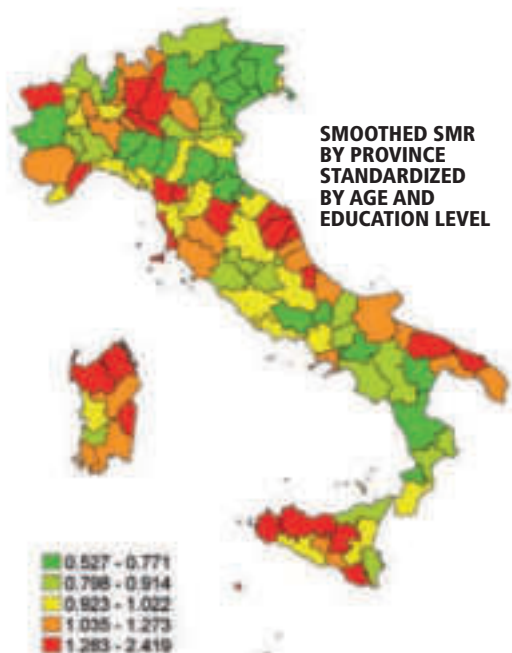 SMOOTHED SMR
BY PROVINCE
STANDARDIZED
BY AGE AND
EDUCATION LEVEL
0.527 - 0.771
0.798 - 0.914
0.923 - 1.022
1.035 - 1.273
1.283 - 2.419